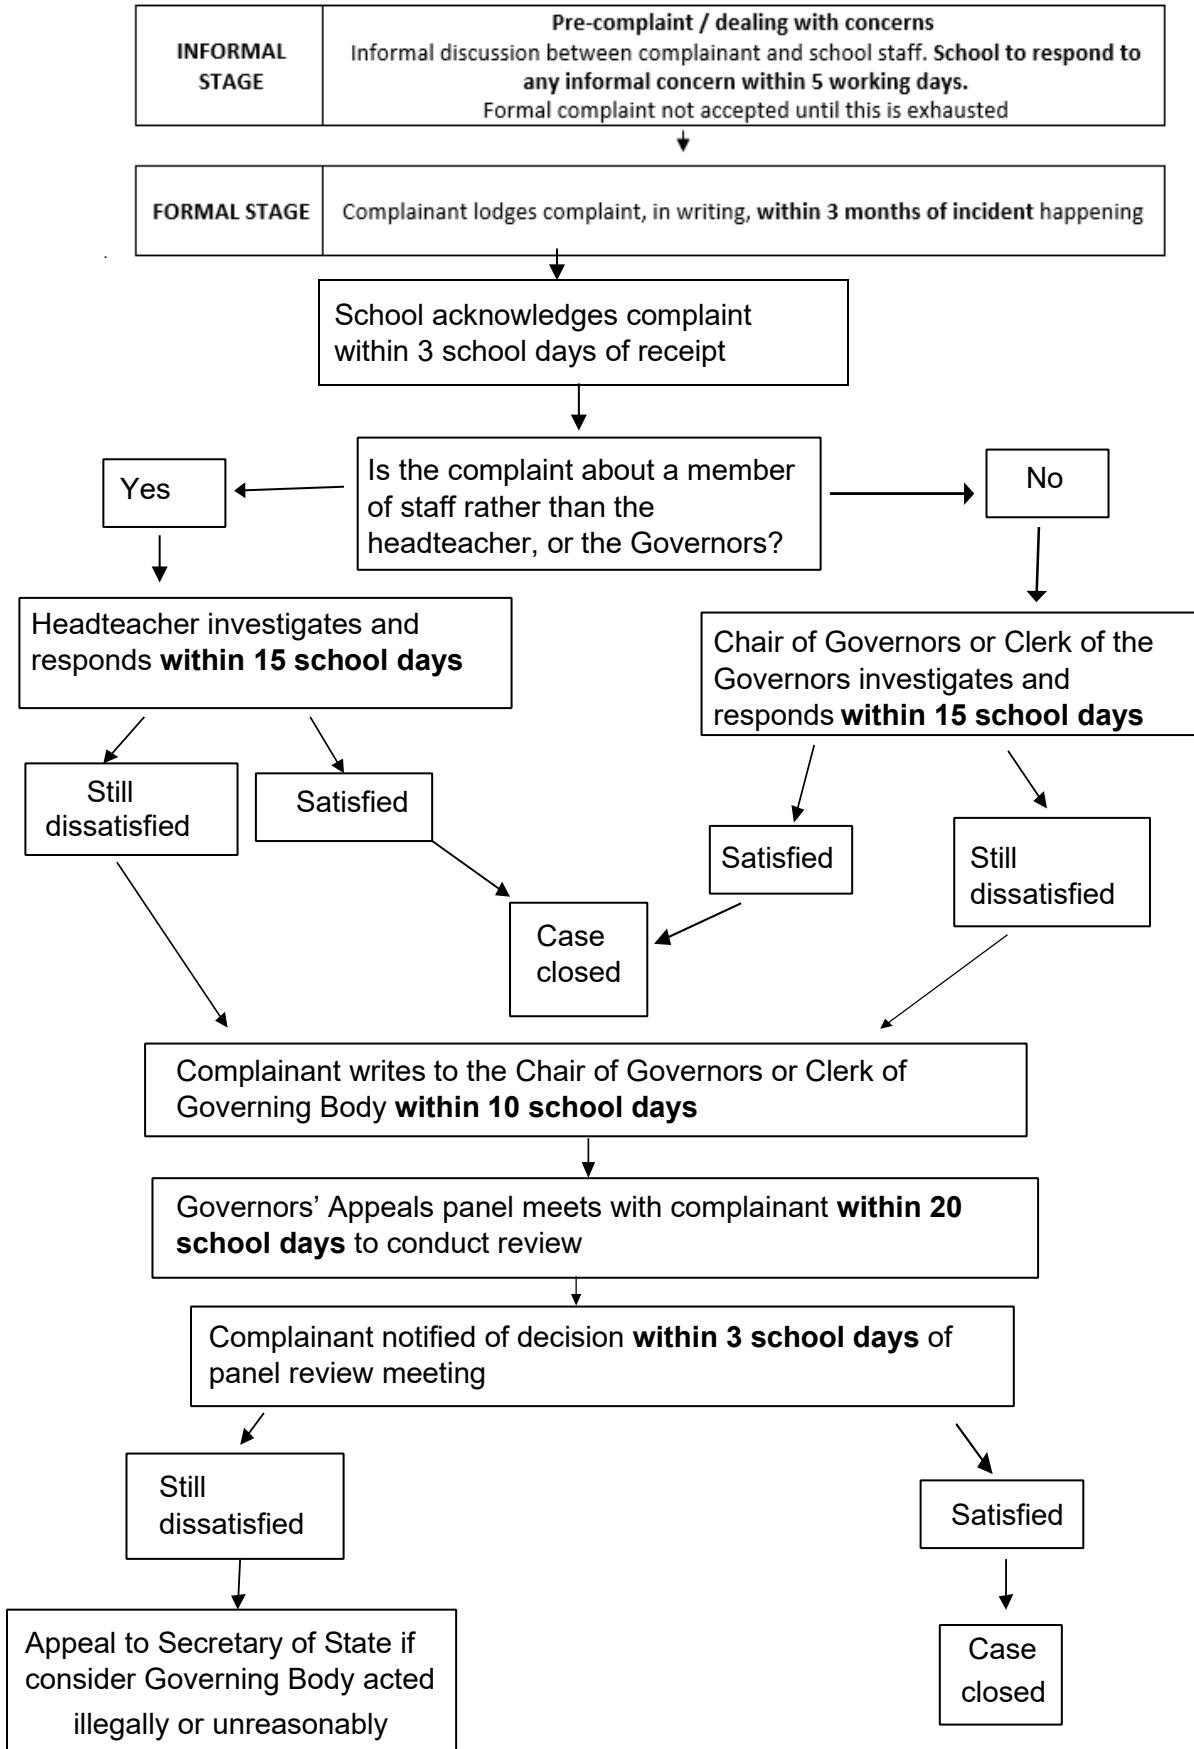 INFORMAL
STAGE
Pre-complaint / dealing with concerns
Informal discussion between complainant and school staff. School to respond to
any informal concern within 5 working days.
Formal complaint not accepted until this is exhausted
FORMAL STAGE
Complainant lodges complaint, in writing, within 3 months of incident happening
School acknowledges complaint
within 3 school days of receipt
Is the complaint about a member
of staff rather than the
headteacher, or the Governors?
Yes
No
Headteacher investigates and
responds within 15 school days
Chair of Governors or Clerk of the
Governors investigates and
responds within 15 school days
Still
dissatisfied
Satisfied
Satisfied
Still
dissatisfied
Case
closed
Complainant writes to the Chair of Governors or Clerk of
Governing Body within 10 school days
Governors’ Appeals panel meets with complainant within 20
school days to conduct review
Complainant notified of decision within 3 school days of
panel review meeting
Still
dissatisfied
Satisfied
Appeal to Secretary of State if
consider Governing Body acted
illegally or unreasonably
Case
closed